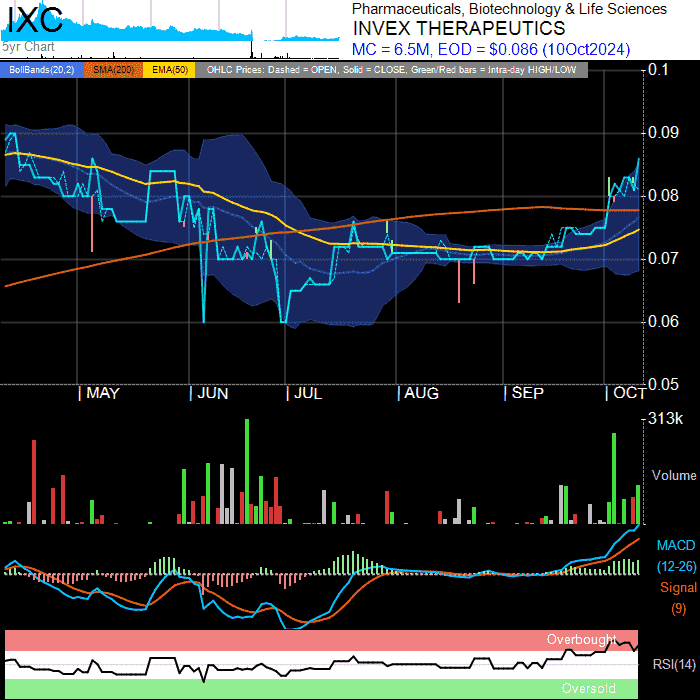 IXC
5yr Chart
Pharmaceuticals, Biotechnology & Life Sciences
INVEX THERAPEUTICS
MC = 6.5M, EOD = $0.086 (10Oct2024)
BollBands(20,2) SMA(200) EMA(50) OHLC Prices: Dashed = OPEN, Solid = CLOSE, Green/Red bars = Intra-day HIGH/LOW
0.1
0.09
0.08
0.07
0.06
0.05
| MAY | JUN | JUL | AUG | SEP | OCT
313k
Volume
MACD
(12-26)
Signal
(9)
Overbought
RSI(14)
Oversold